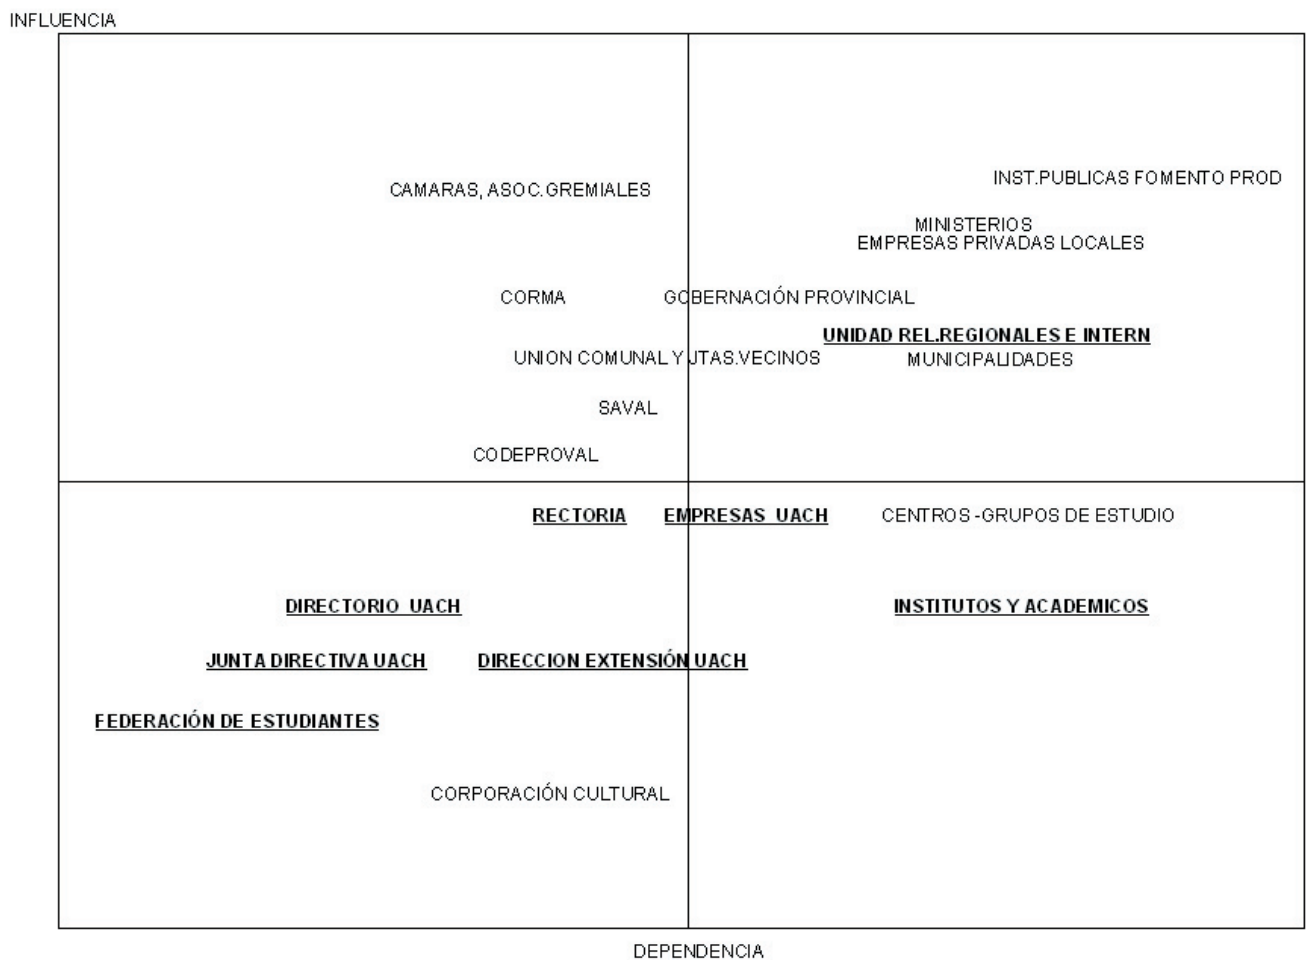 INFLUENCIA
INST.PUBLICAS FOMENTO PROD
CAMARAS, ASOC.GREMIALES
MINISTERIOS
EMPRESAS PRIVADAS LOCALES
CORMA
GOBERNACIÓN PROVINCIAL
UNIDAD REL.REGIONALES E INTERN
UNION COMUNAL Y JTAS.VECINOS
MUNICIPALIDADES
SAVAL
CODEPROVAL
RECTORIA
EMPRESAS UACH
CENTROS -GRUPOS DE ESTUDIO
DIRECTORIO UACH
INSTITUTOS Y ACADEMICOS
JUNTA DIRECTIVA UACH
DIRECCION EXTENSIÓN UACH
FEDERACIÓN DE ESTUDIANTES
CORPORACIÓN CULTURAL
DEPENDENCIA